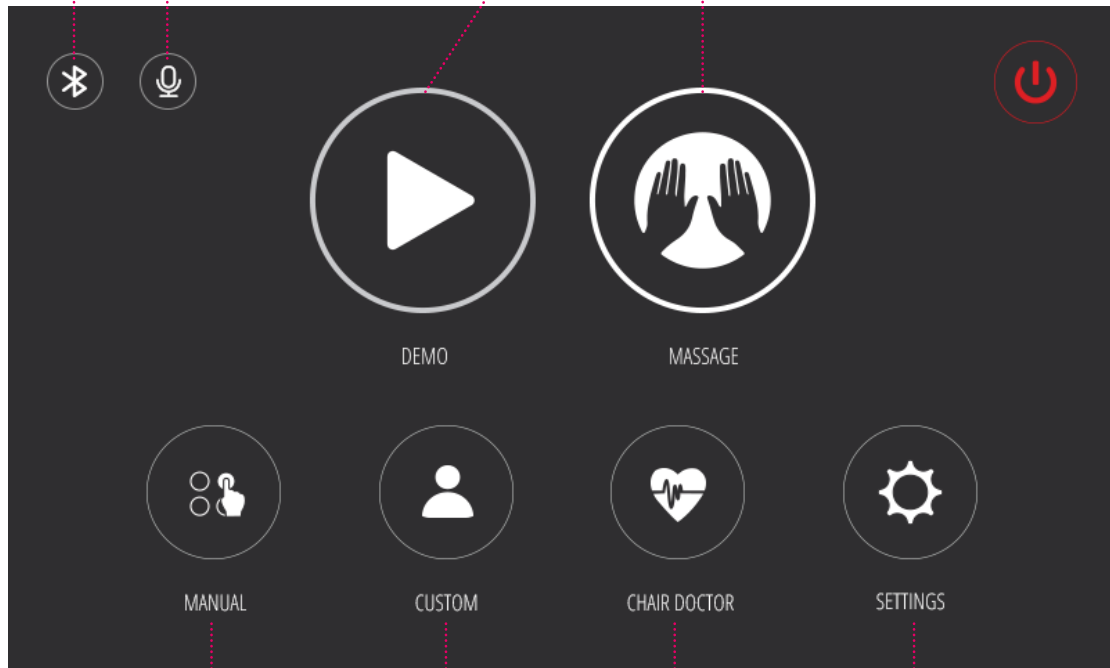 DEMO
MASSAGE
MANUAL
CUSTOM
CHAIR DOCTOR
SETTINGS